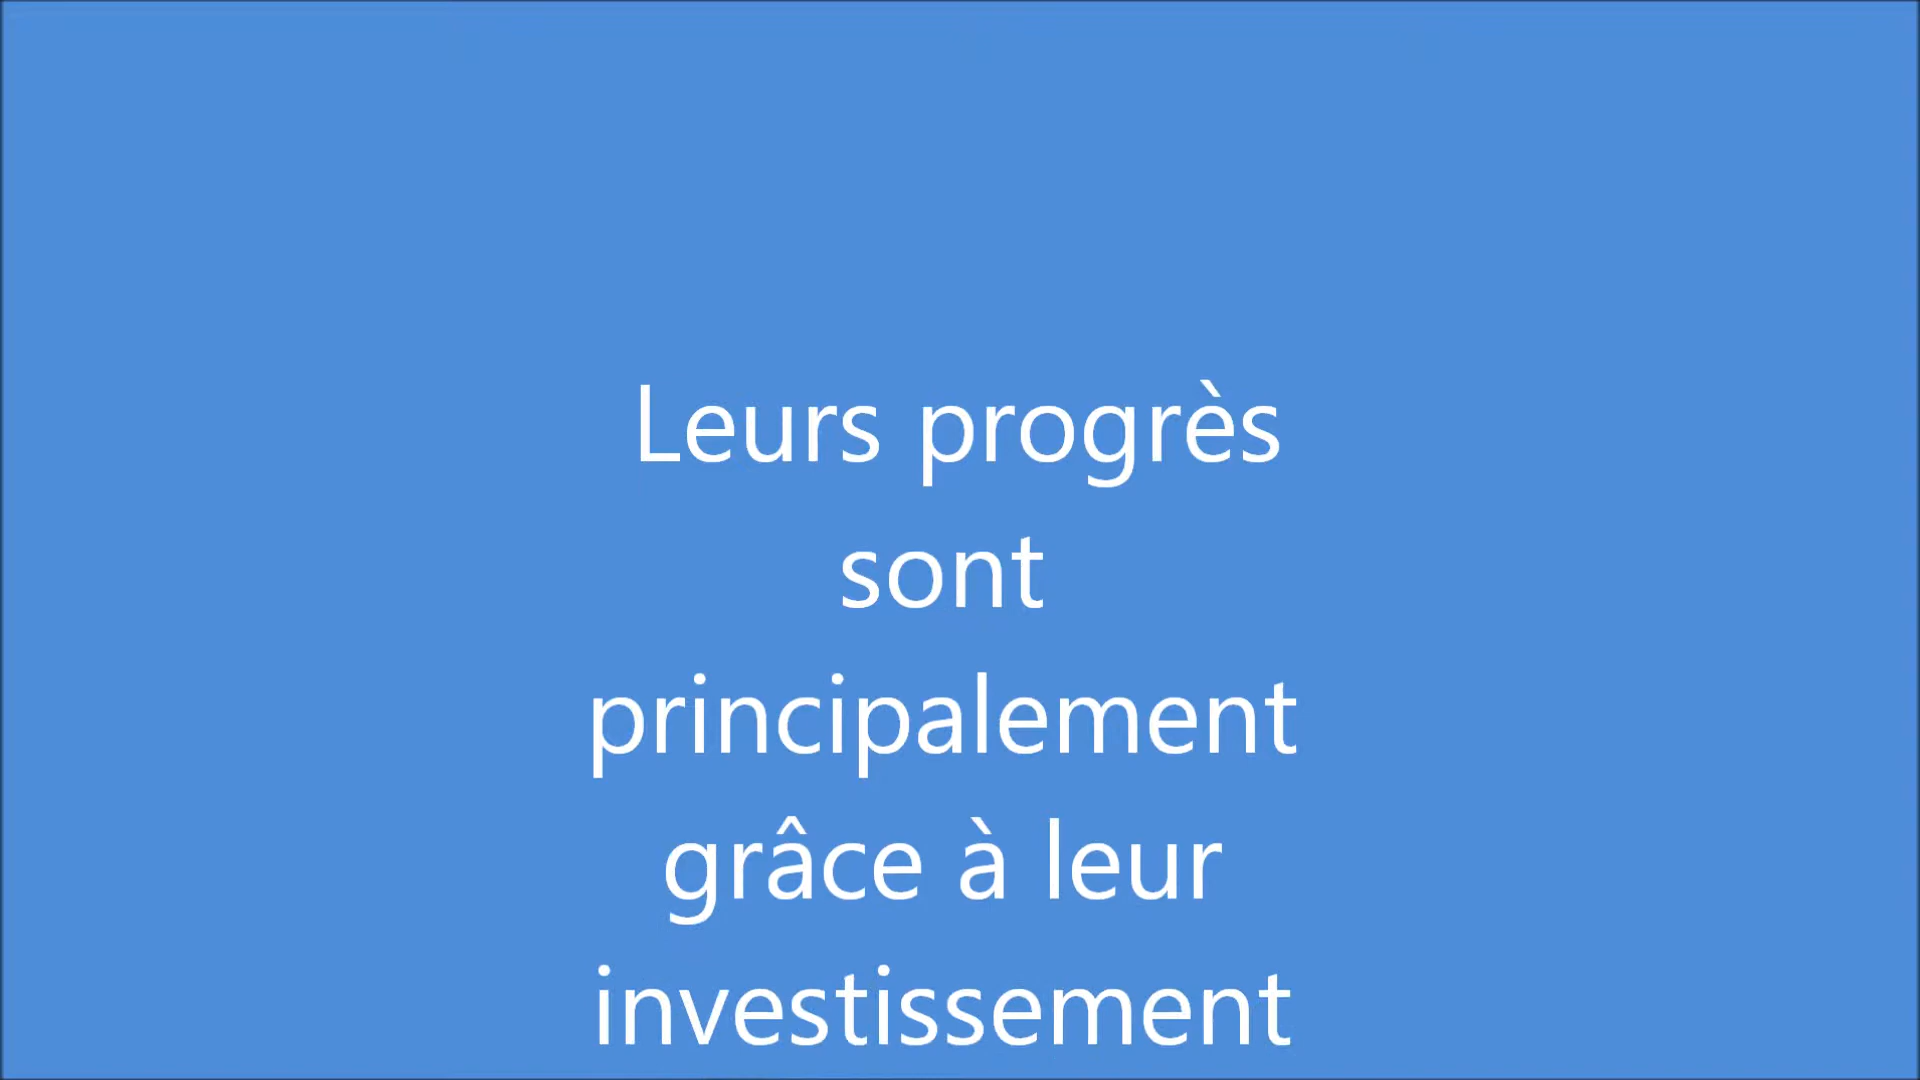 Leurs progrès
sont
principalement
grâce à leur
investissement